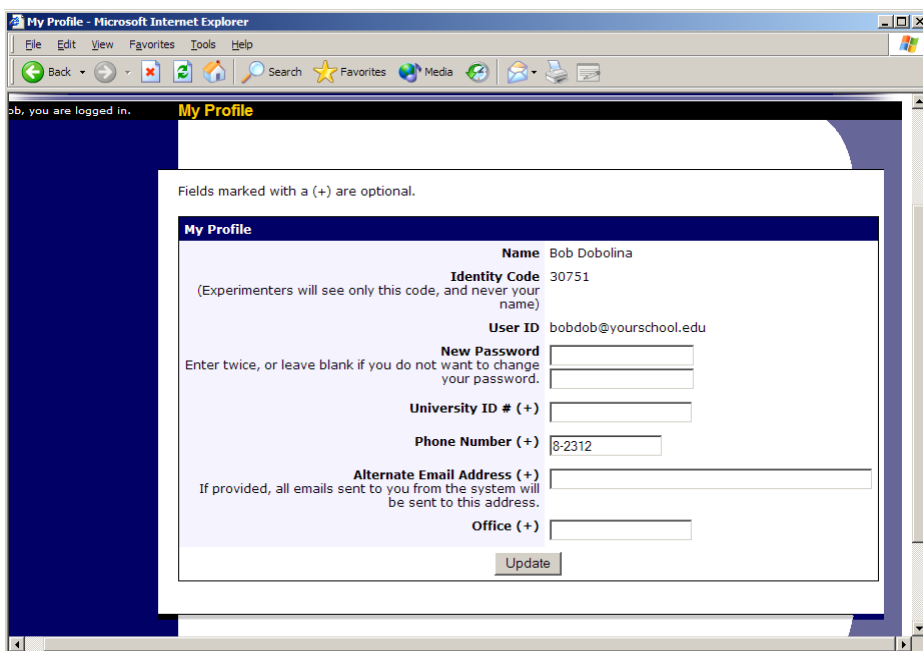 My Profile - Microsoft Internet Explorer
File Edit View Favorites Tools Help
Back Search Favorites Media
ob, you are logged in. My Profile
Fields marked with a (+) are optional.
My Profile
Name Bob Dobolina
Identity Code 30751
(Experimenters will see only this code, and never your
name)
User ID bobdob@yourschool.edu
New Password
Enter twice, or leave blank if you do not want to change
your password.
University ID # (+)
Phone Number (+) 8-2312
Alternate Email Address (+)
If provided, all emails sent to you from the system will
be sent to this address.
Office (+)
Update